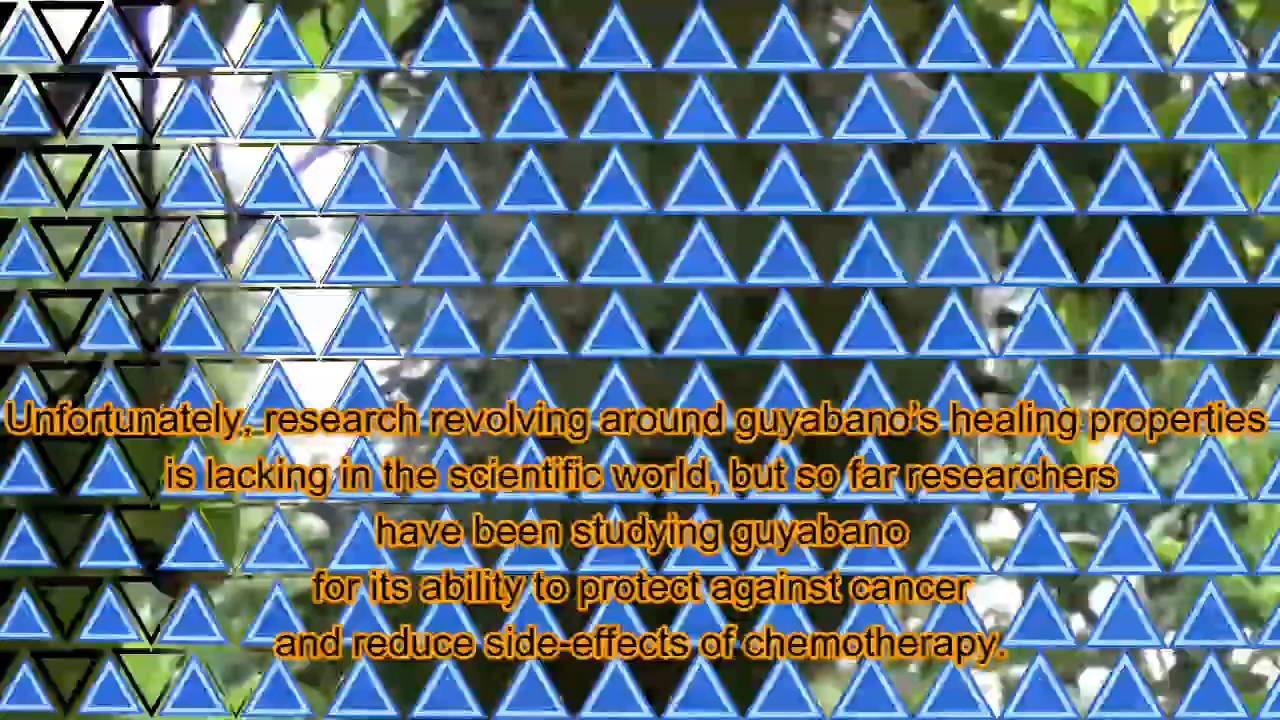 Unfortunately, research revolving around guyabano's healing properties
is lacking in the scientific world, but so far researchers
have been studying guyabano
for its ability to protect against cancer
and reduce side-effects of chemotherapy.